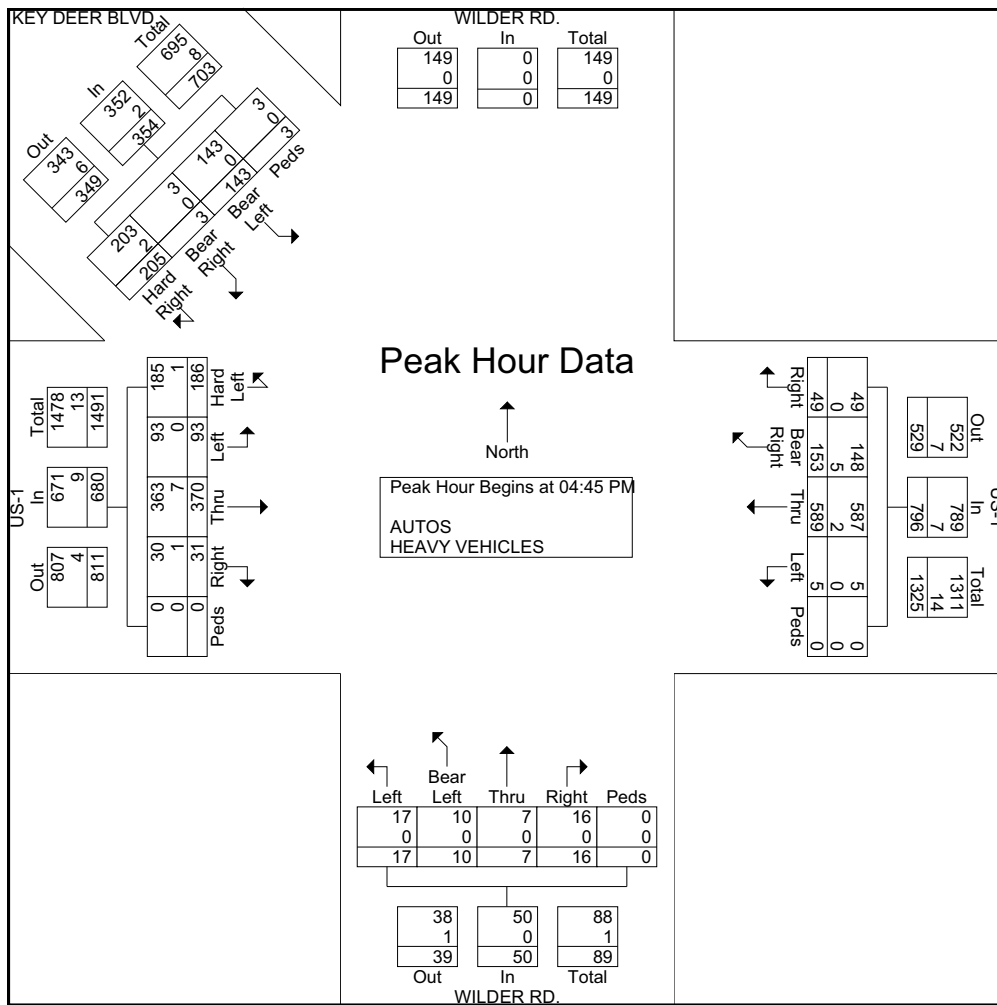 KEY DEER BLVD.
Total
695
8
703
In
352
2
354
Out
343
6
349
3
0
3
Peds
143
0
143
Bear
Left
3
0
3
Bear
Right
203
2
205
Hard
Right
WILDER RD.
Out In Total
149 0 149
0 0 0
149 0 149
Peak Hour Data
North
Peak Hour Begins at 04:45 PM
AUTOS
HEAVY VEHICLES
US-1
Total
1478
13
1491
In
671
9
680
Out
807
4
811
185
1
186
Hard
Left
93
0
93
Left
363
7
370
Thru
30
1
31
Right
0
0
0
Peds
Right
49
0
49
Bear
Right
153
5
148
Thru
589
2
587
Left
5
0
5
Peds
0
0
0
US-1
Out
522
7
529
In
789
7
796
Total
1311
14
1325
Bear
Left Left Thru Right Peds
17 10 7 16 0
0 0 0 0 0
17 10 7 16 0
38 50 88
1 0 1
39 50 89
Out In Total
WILDER RD.